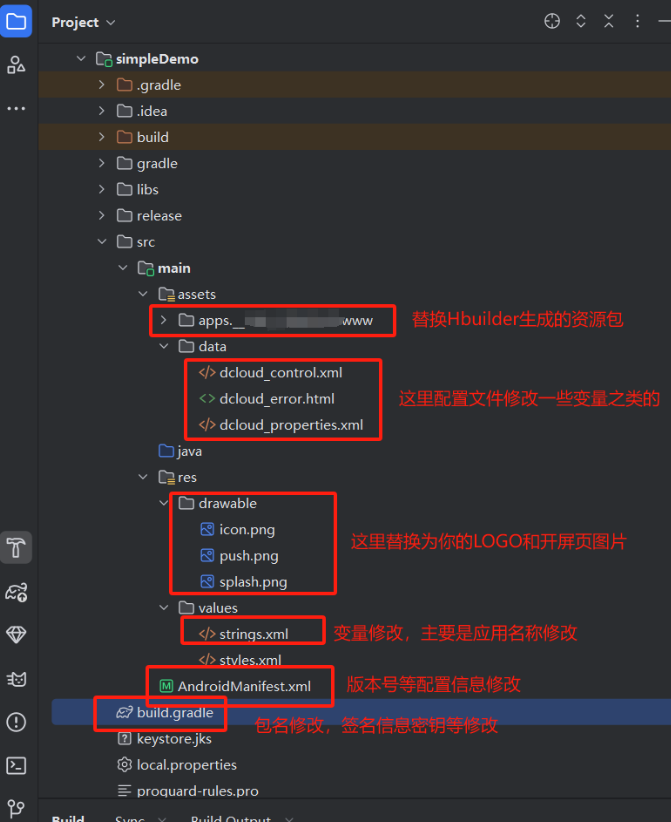 Project
simpleDemo
.gradle
.idea
build
gradle
libs
release
src
main
assets
apps.__ www 替换Hbuilder生成的资源包
data
dcloud_control.xml
dcloud_error.html 这里配置文件修改一些变量之类的
dcloud_properties.xml
java
res
drawable
icon.png
push.png 这里替换为你的LOGO和开屏页图片
splash.png
values
strings.xml 变量修改，主要是应用名称修改
styles.xml
AndroidManifest.xml 版本号等配置信息修改
build.gradle 包名修改，签名信息密钥等修改
keystore.jks
local.properties
proguard-rules.pro
Build Sync Build Output